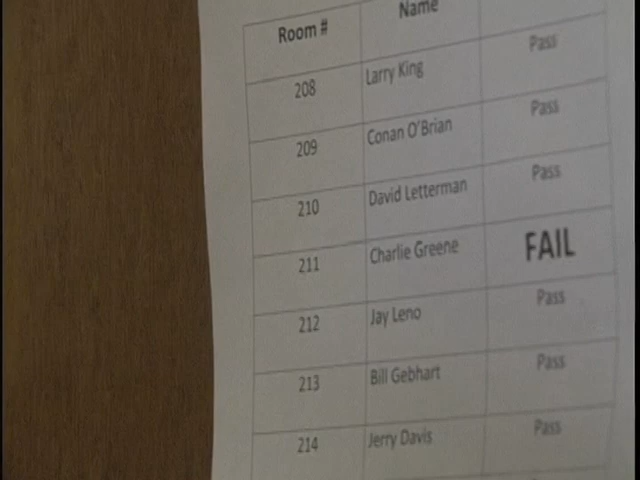 Room # Name
208 Larry King Pass
209 Conan O'Brian Pass
210 David Letterman Pass
211 Charlie Greene FAIL
212 Jay Leno Pass
213 Bill Gebhart Pass
214 Jerry Davis Pass